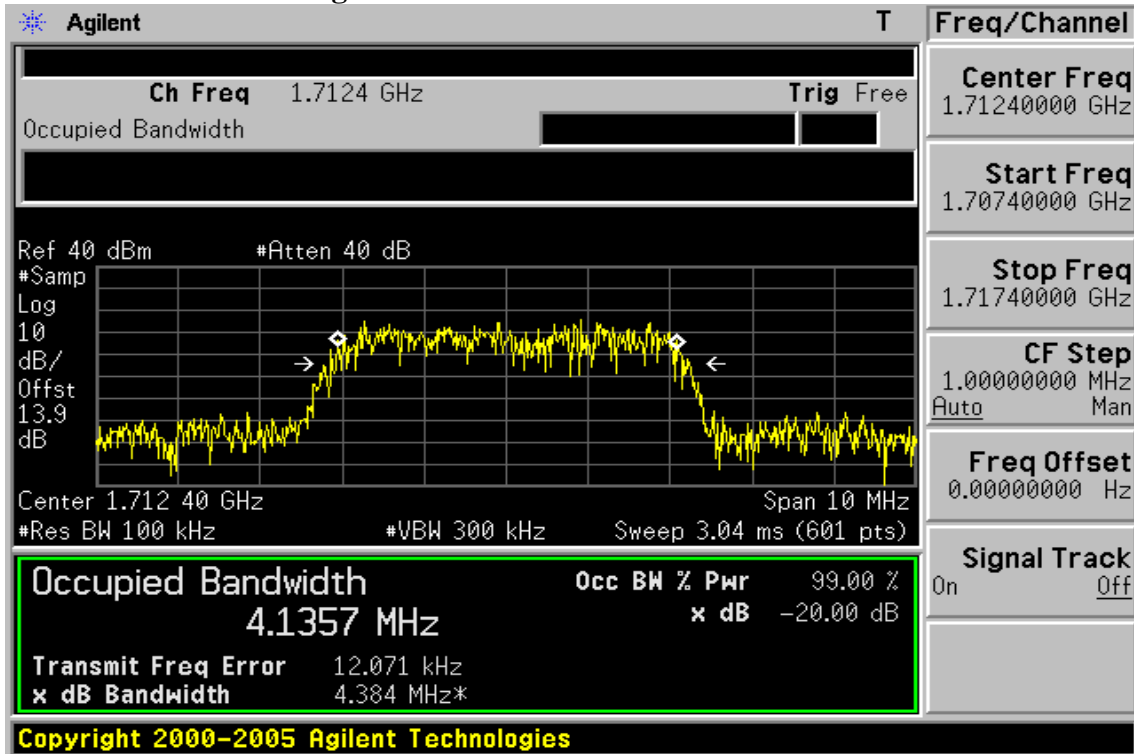 Agilent T
Freq/Channel
Ch Freq 1.7124 GHz Trig Free
Occupied Bandwidth
Center Freq
1.71240000 GHz
Start Freq
1.70740000 GHz
Stop Freq
1.71740000 GHz
CF Step
1.00000000 MHz
Auto Man
Freq Offset
0.00000000 Hz
Signal Track
On Off
Ref 40 dBm #Atten 40 dB
#Samp
Log
10
dB/
Offst
13.9
dB
Center 1.712 40 GHz Span 10 MHz
#Res BW 100 kHz #VBW 300 kHz Sweep 3.04 ms (601 pts)
Occupied Bandwidth Occ BW % Pwr 99.00 %
4.1357 MHz x dB -20.00 dB
Transmit Freq Error 12.071 kHz
x dB Bandwidth 4.384 MHz*
Copyright 2000-2005 Agilent Technologies